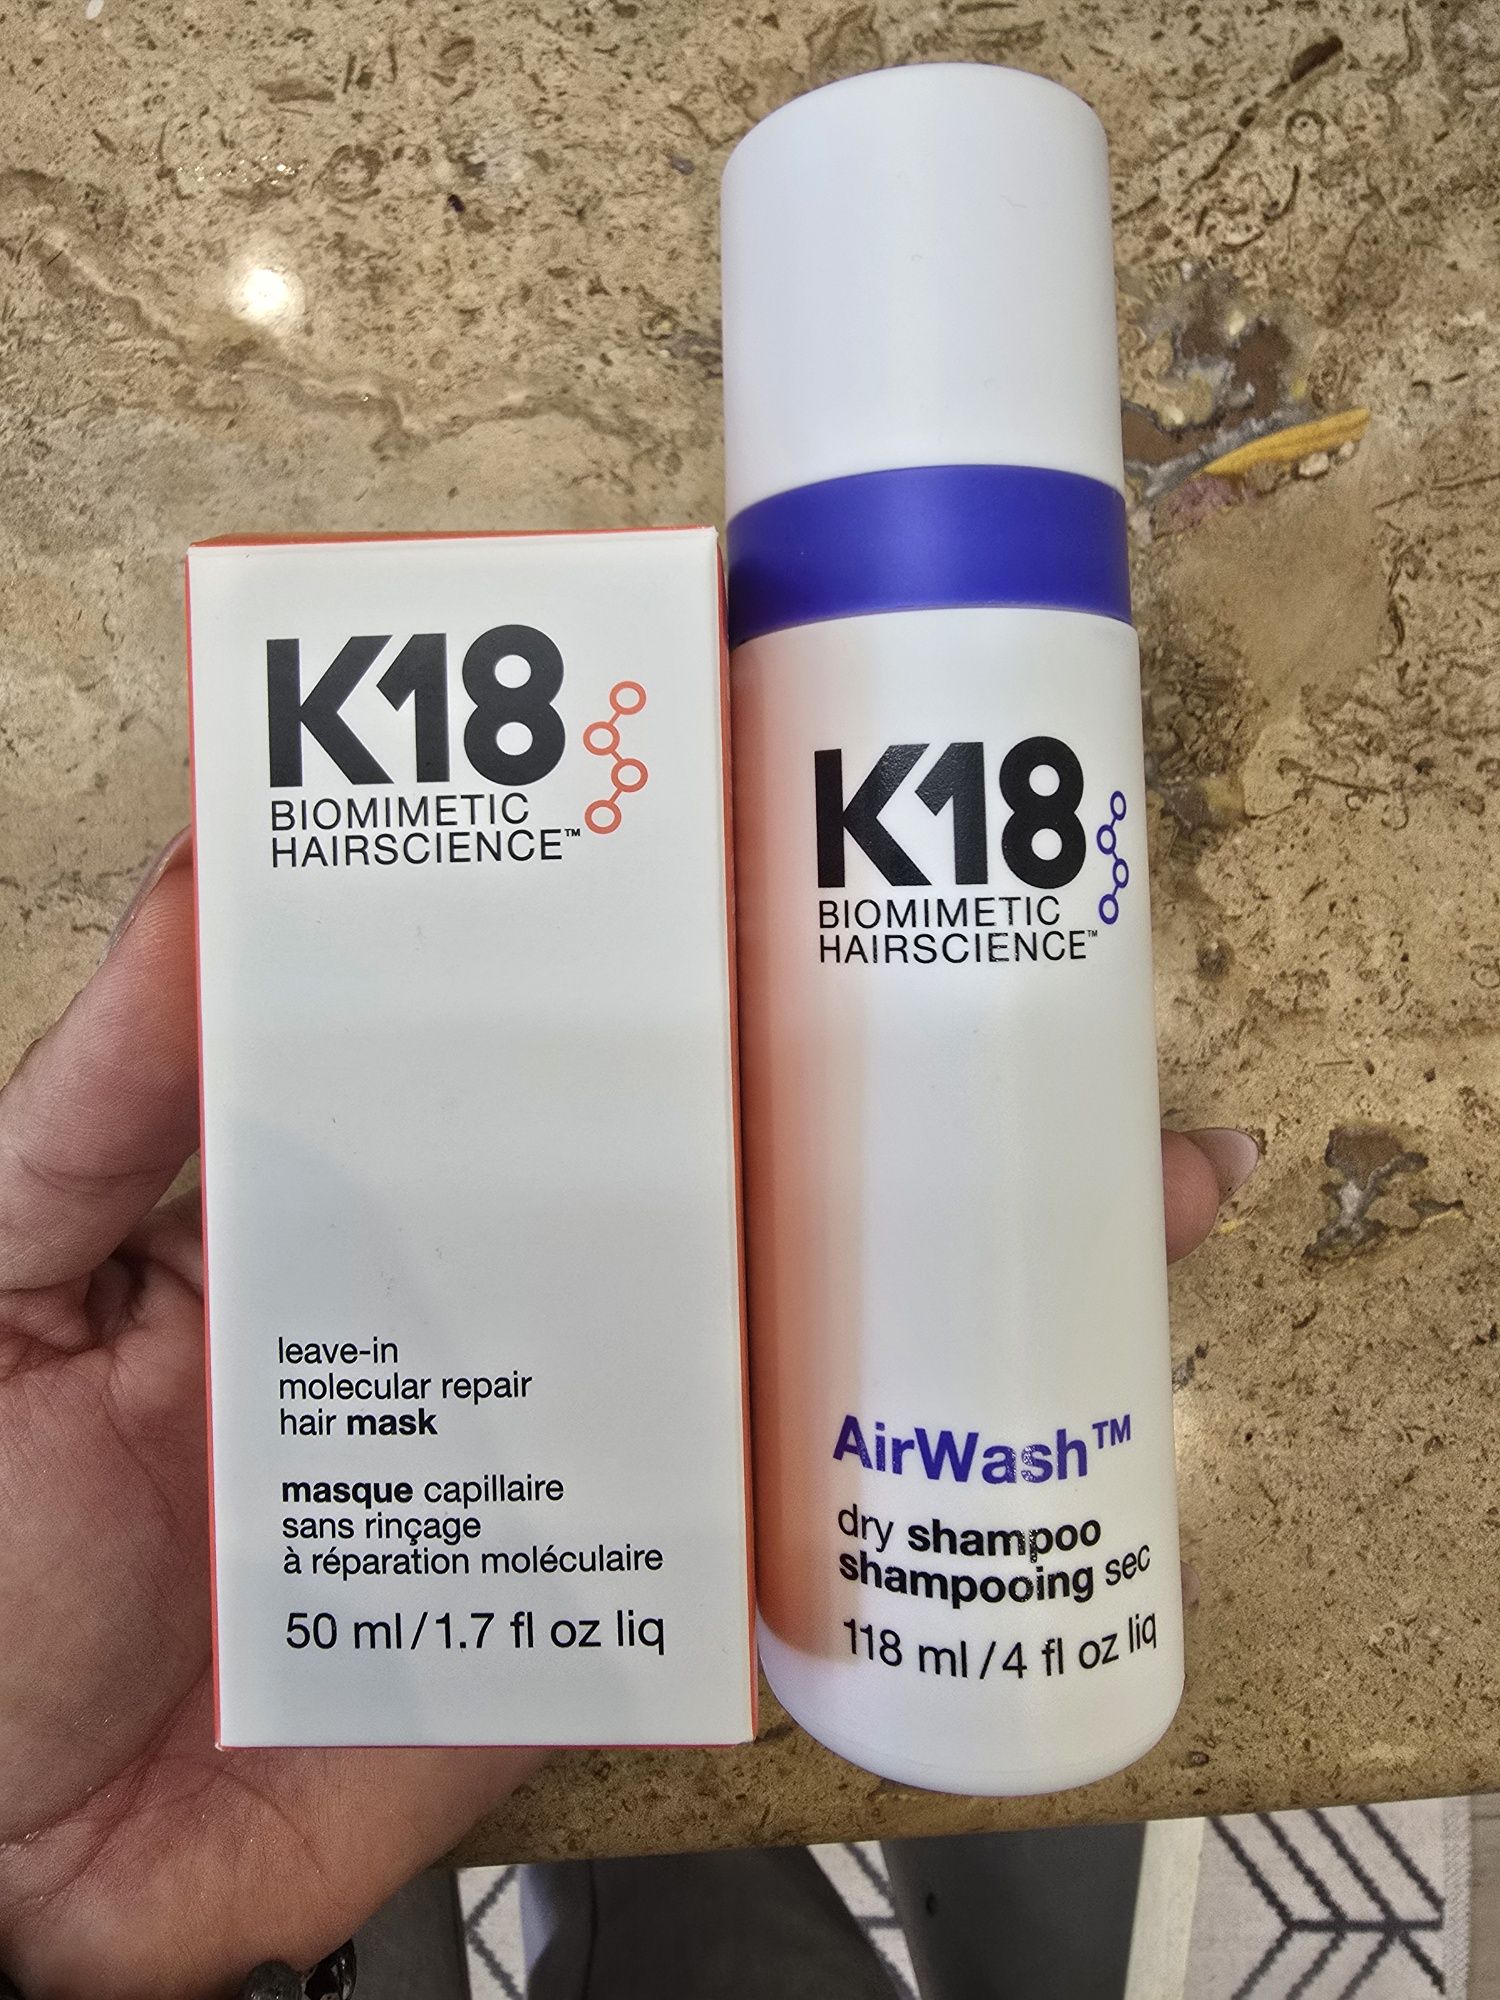 K18
BIOMIMETIC
HAIRSCIENCE™
leave-in
molecular repair
hair mask
masque capillaire
sans rinçage
à réparation moléculaire
50 ml/1.7 fl oz liq
K18
BIOMIMETIC
HAIRSCIENCE™
AirWash™
dry shampoo
shampooing sec
118 ml/4 fl oz liq